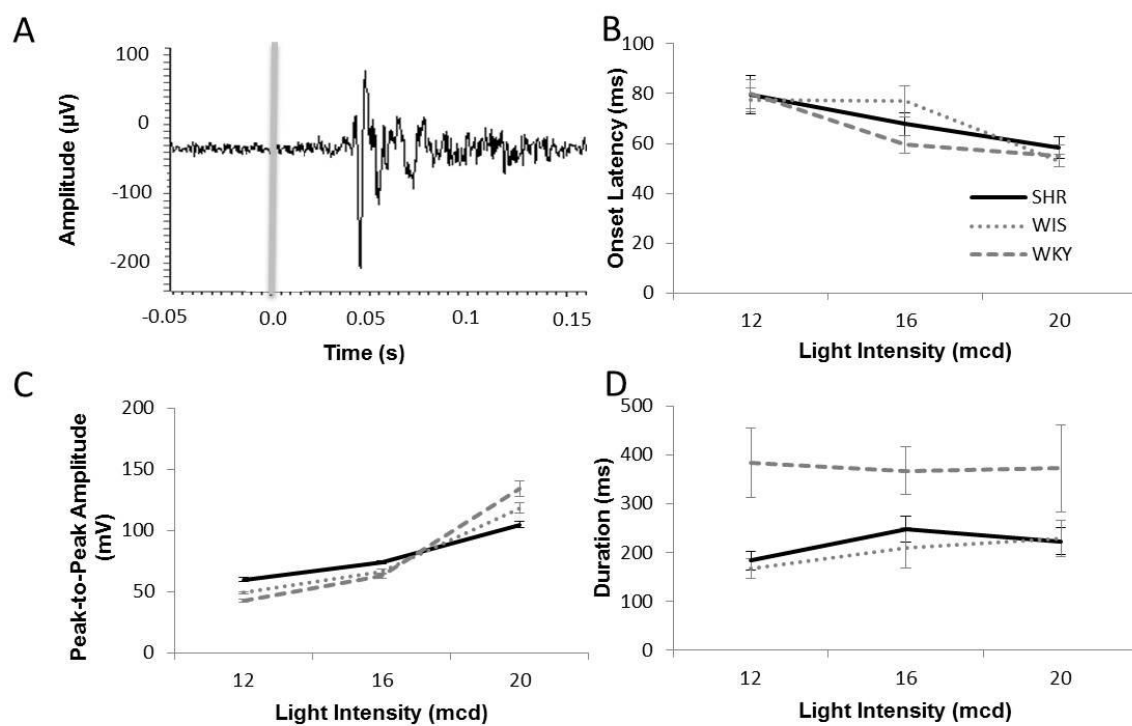 A
100
0
-100
-200
Amplitude (µV)
-0.05 0.0 0.05 0.1 0.15
Time (s)
B
100
80
60
40
20
0
Onset Latency (ms)
SHR
WIS
WKY
12 16 20
Light Intensity (mcd)
C
200
150
100
50
0
Peak-to-Peak Amplitude
(mV)
12 16 20
Light Intensity (mcd)
D
500
400
300
200
100
0
Duration (ms)
12 16 20
Light Intensity (mcd)